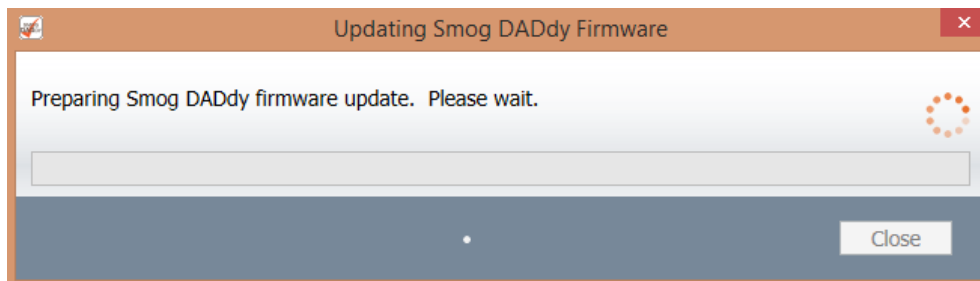 Updating Smog DADdy Firmware
Preparing Smog DADdy firmware update. Please wait.
Close